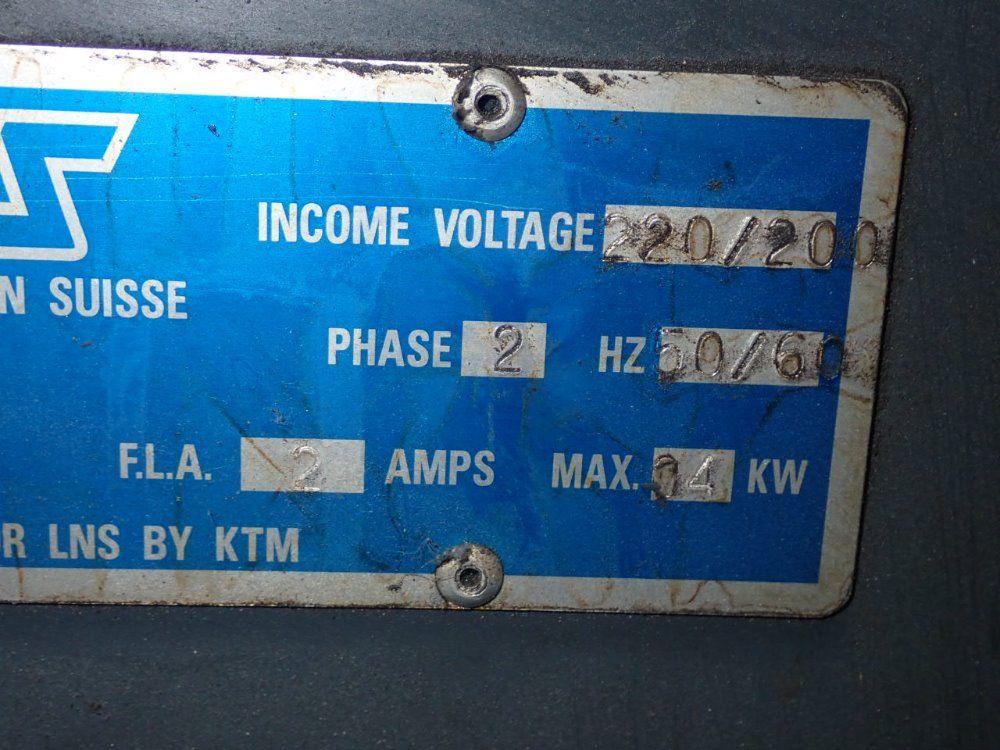 S
N SUISSE
INCOME VOLTAGE 220/200
PHASE 2 HZ 50/60
F.L.A. 2 AMPS MAX. KW
R LNS BY KTM